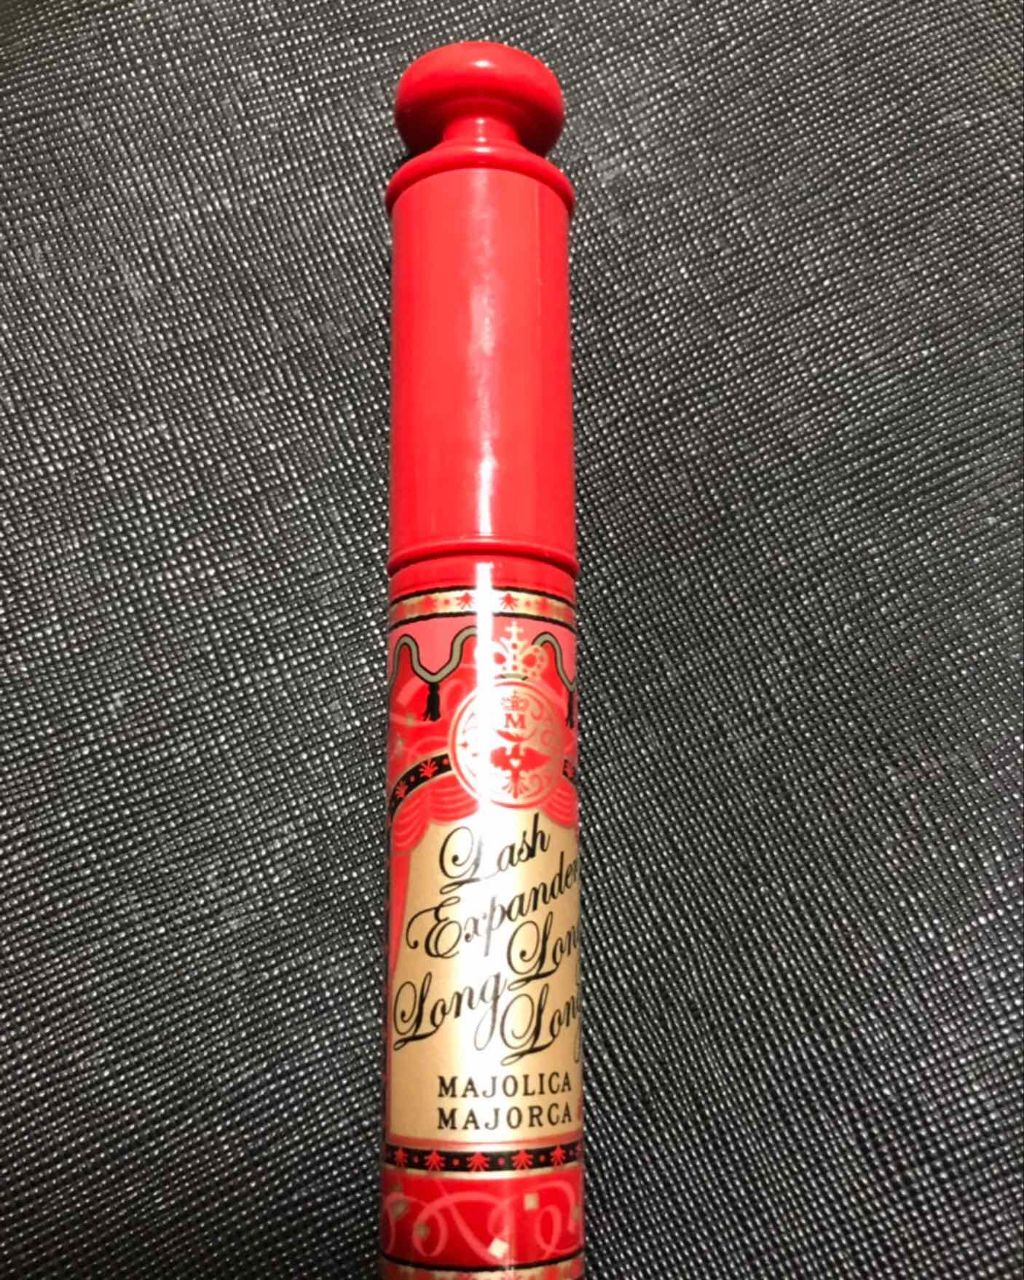 M
Lash
Expander
Long Long
Long
MAJOLICA
MAJORCA